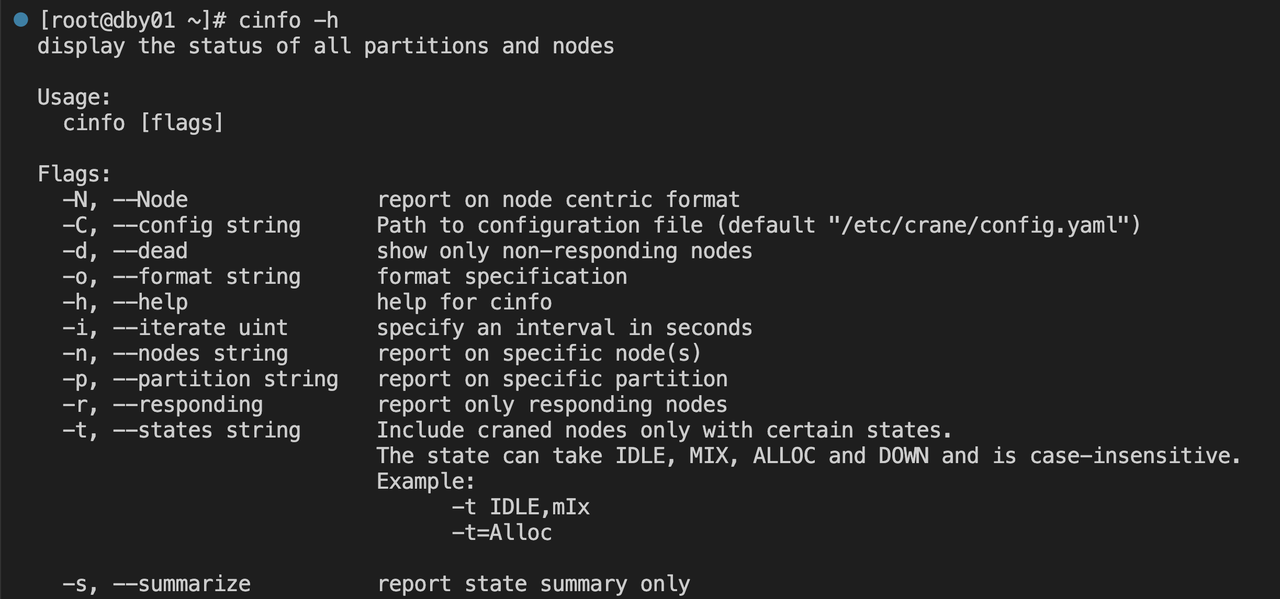 [root@dby01 ~]# cinfo -h
display the status of all partitions and nodes

Usage:
  cinfo [flags]

Flags:
  -N, --Node               report on node centric format
  -C, --config string      Path to configuration file (default "/etc/crane/config.yaml")
  -d, --dead               show only non-responding nodes
  -o, --format string      format specification
  -h, --help               help for cinfo
  -i, --iterate uint       specify an interval in seconds
  -n, --nodes string       report on specific node(s)
  -p, --partition string   report on specific partition
  -r, --responding         report only responding nodes
  -t, --states string      Include craned nodes only with certain states.
                           The state can take IDLE, MIX, ALLOC and DOWN and is case-insensitive.
                           Example:
                                 -t IDLE,mIx
                                 -t=Alloc

  -s, --summarize          report state summary only